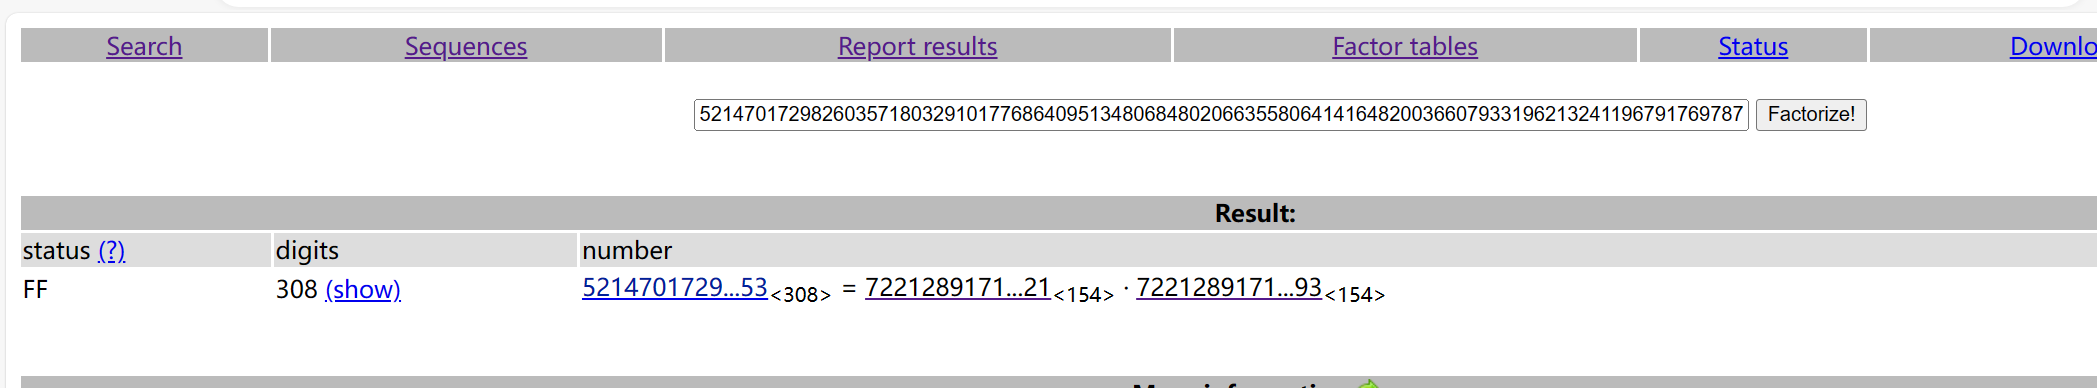 Search Sequences Report results Factor tables Status Downlo
5214701729826035718032910177686409513480684802066355806414164820036607933196213241196791769787 Factorize!
Result:
status (?) digits number
FF 308 (show) 5214701729...53<308> = 7221289171...21<154> · 7221289171...93<154>